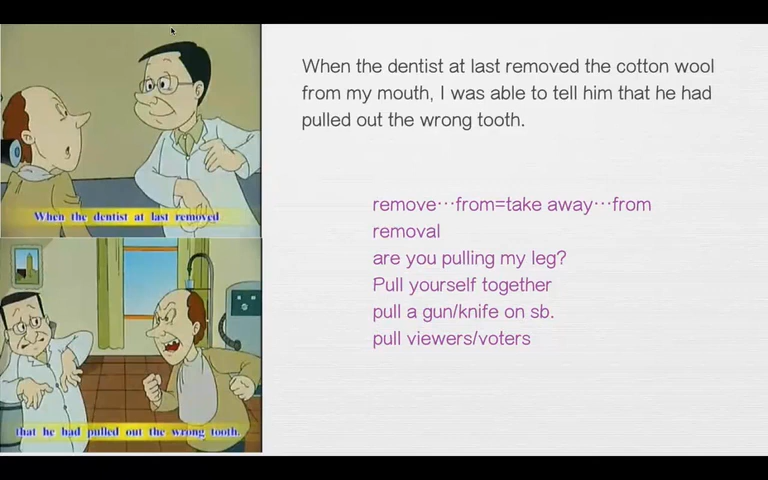 When the dentist at last removed
that he had pulled out the wrong tooth.
When the dentist at last removed the cotton wool
from my mouth, I was able to tell him that he had
pulled out the wrong tooth.
remove…from=take away…from
removal
are you pulling my leg?
Pull yourself together
pull a gun/knife on sb.
pull viewers/voters